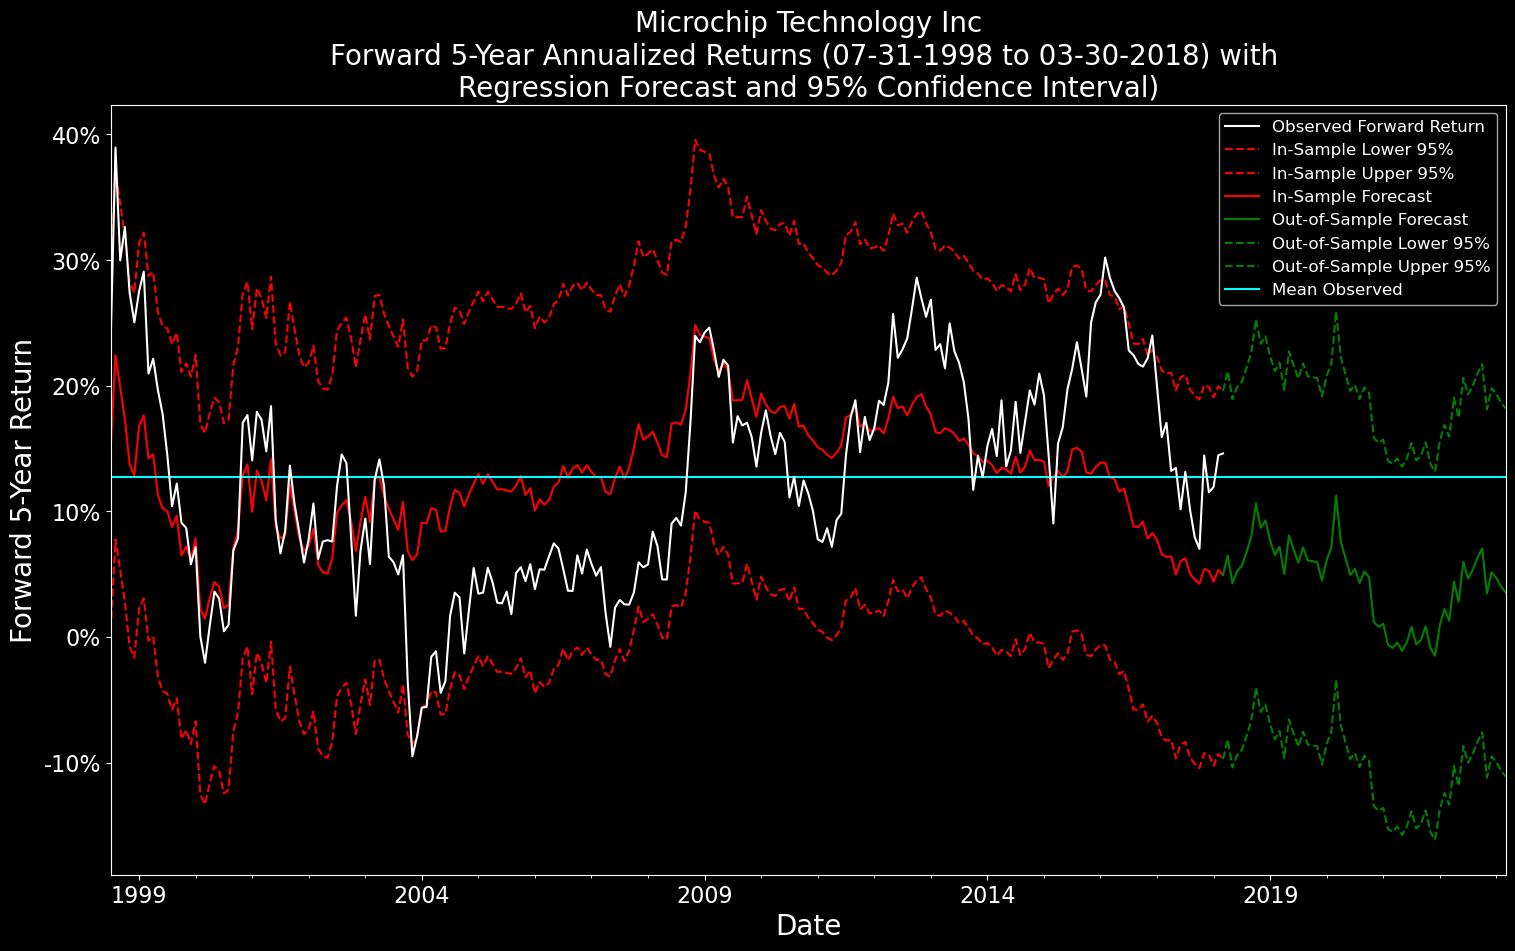 Microchip Technology Inc
Forward 5-Year Annualized Returns (07-31-1998 to 03-30-2018) with
Regression Forecast and 95% Confidence Interval)
Observed Forward Return
In-Sample Lower 95%
In-Sample Upper 95%
In-Sample Forecast
Out-of-Sample Forecast
Out-of-Sample Lower 95%
Out-of-Sample Upper 95%
Mean Observed
Forward 5-Year Return
40%
30%
20%
10%
0%
-10%
1999 2004 2009 2014 2019
Date